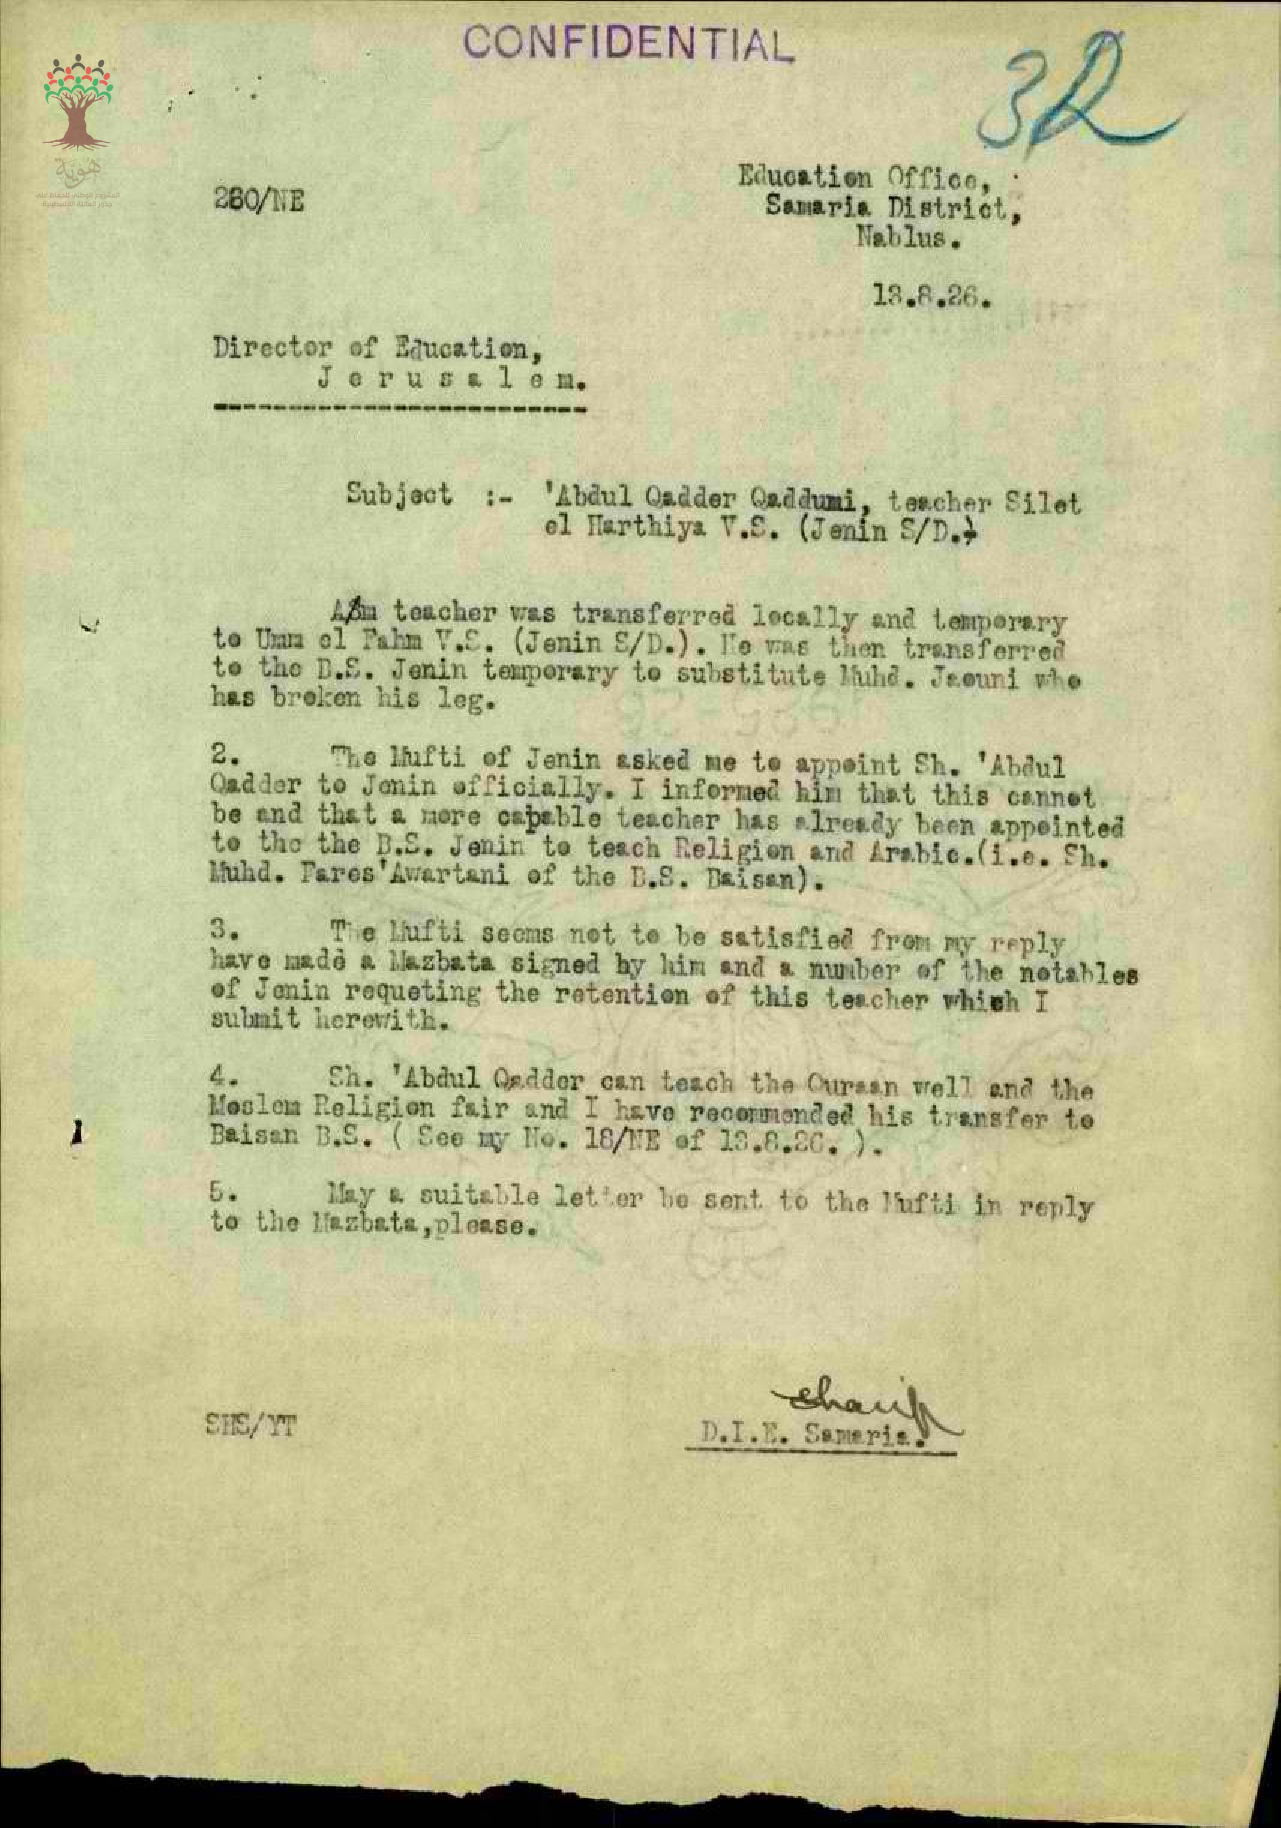 CONFIDENTIAL
32
هوية
280/NE
Education Office,
Samaria District,
Nablus.
13.8.26.
Director of Education,
Jerusalem.
Subject :- 'Abdul Qadder Qaddumi, teacher Silet
el Harthiya V.S. (Jenin S/D.)
A/m teacher was transferred locally and temporary
to Umm el Fahm V.S. (Jenin S/D.). He was then transferred
to the B.S. Jenin temporary to substitute Muhd. Jaouni who
has broken his leg.
2. The Mufti of Jenin asked me to appoint Sh. 'Abdul
Qadder to Jenin officially. I informed him that this cannot
be and that a more capable teacher has already been appointed
to the the B.S. Jenin to teach Religion and Arabic.(i.e. Sh.
Muhd. Fares'Awartani of the B.S. Baisan).
3. The Mufti seems not to be satisfied from my reply
have made a Mazbata signed by him and a number of the notables
of Jenin requeting the retention of this teacher which I
submit herewith.
4. Sh. 'Abdul Qadder can teach the Quraan well and the
Moslem Religion fair and I have recommended his transfer to
Baisan B.S. ( See my No. 18/NE of 13.8.26. ).
5. May a suitable letter be sent to the Mufti in reply
to the Mazbata,please.
Sharif
SHS/YT
D.I.E. Samaria.